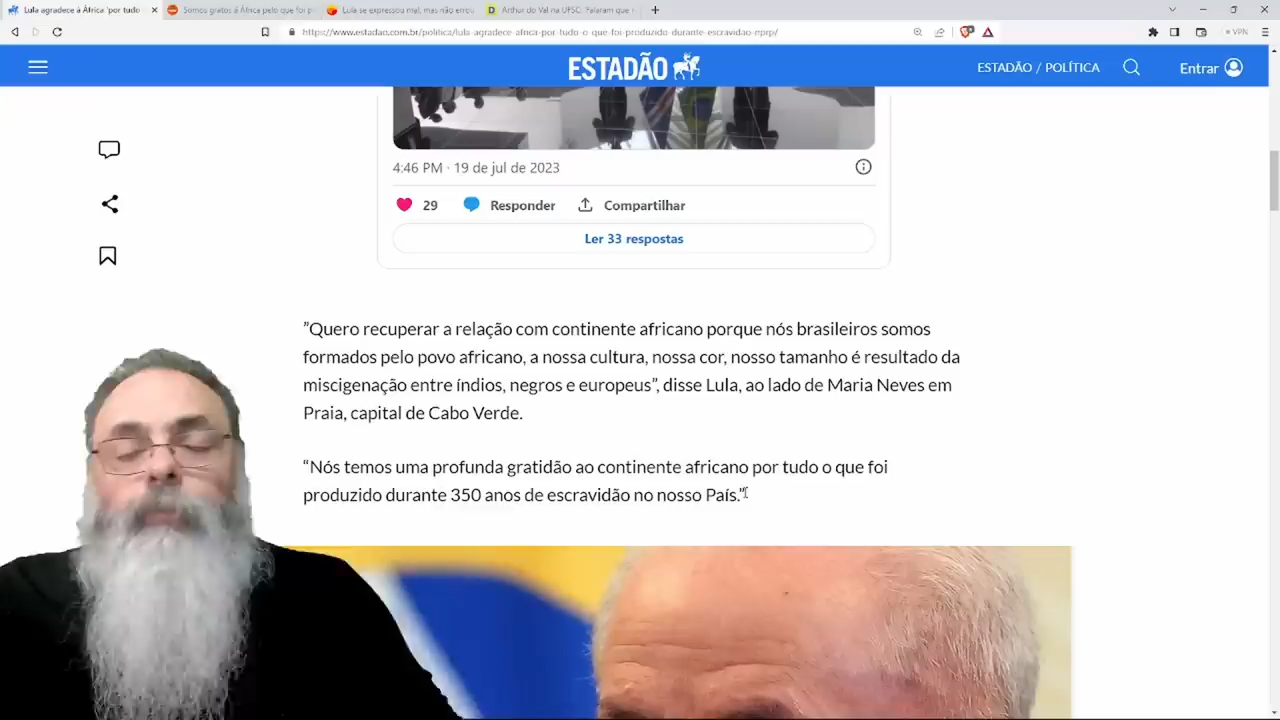 Lula agradece à África 'por tudo
Somos gratos à África pelo que foi p
Lula se expressou mal, mas não errou
Arthur do Val na UFSC. Falaram que
https://www.estadao.com.br/politica/lula-agradece-africa-por-tudo-o-que-foi-produzido-durante-escravidao-nprp/
VPN
ESTADÃO
ESTADÃO / POLÍTICA
Entrar
4:46 PM · 19 de jul de 2023
29
Responder
Compartilhar
Ler 33 respostas
”Quero recuperar a relação com continente africano porque nós brasileiros somos
formados pelo povo africano, a nossa cultura, nossa cor, nosso tamanho é resultado da
miscigenação entre índios, negros e europeus”, disse Lula, ao lado de Maria Neves em
Praia, capital de Cabo Verde.
“Nós temos uma profunda gratidão ao continente africano por tudo o que foi
produzido durante 350 anos de escravidão no nosso País.”